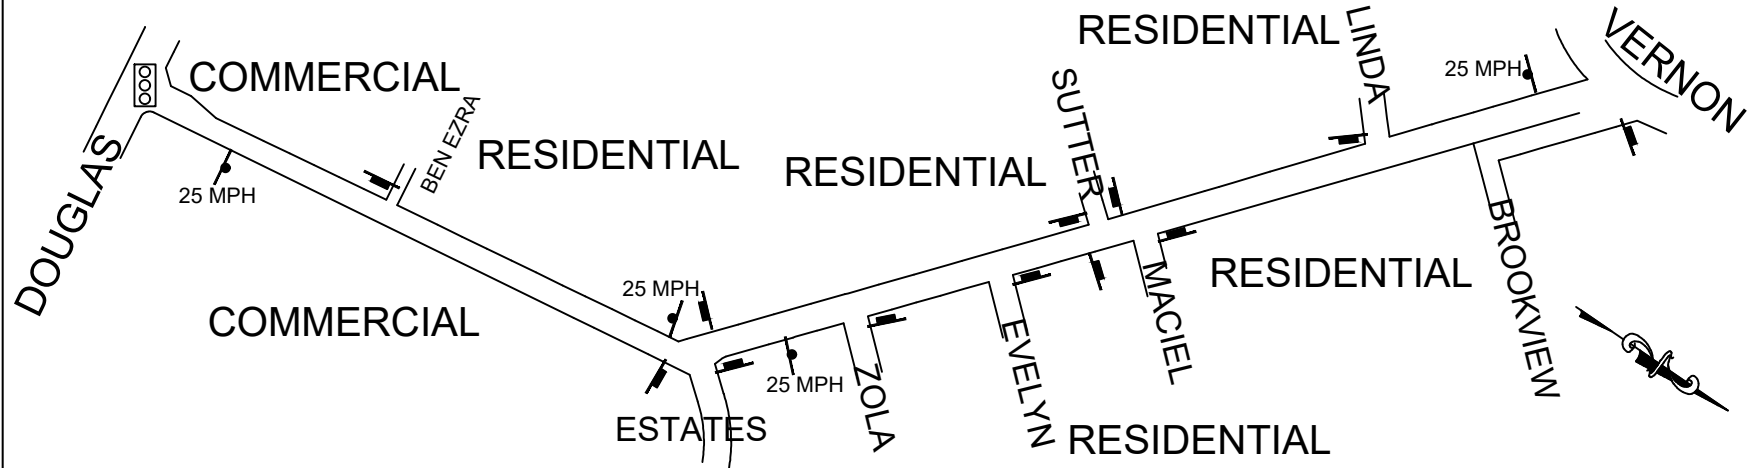 RESIDENTIAL
LINDA
VERNON
COMMERCIAL
25 MPH
SUTTER
BEN EZRA
RESIDENTIAL
RESIDENTIAL
DOUGLAS
25 MPH
BROOKVIEW
MACIEL
RESIDENTIAL
25 MPH
COMMERCIAL
EVELYN
ZOLA
25 MPH
ESTATES
RESIDENTIAL